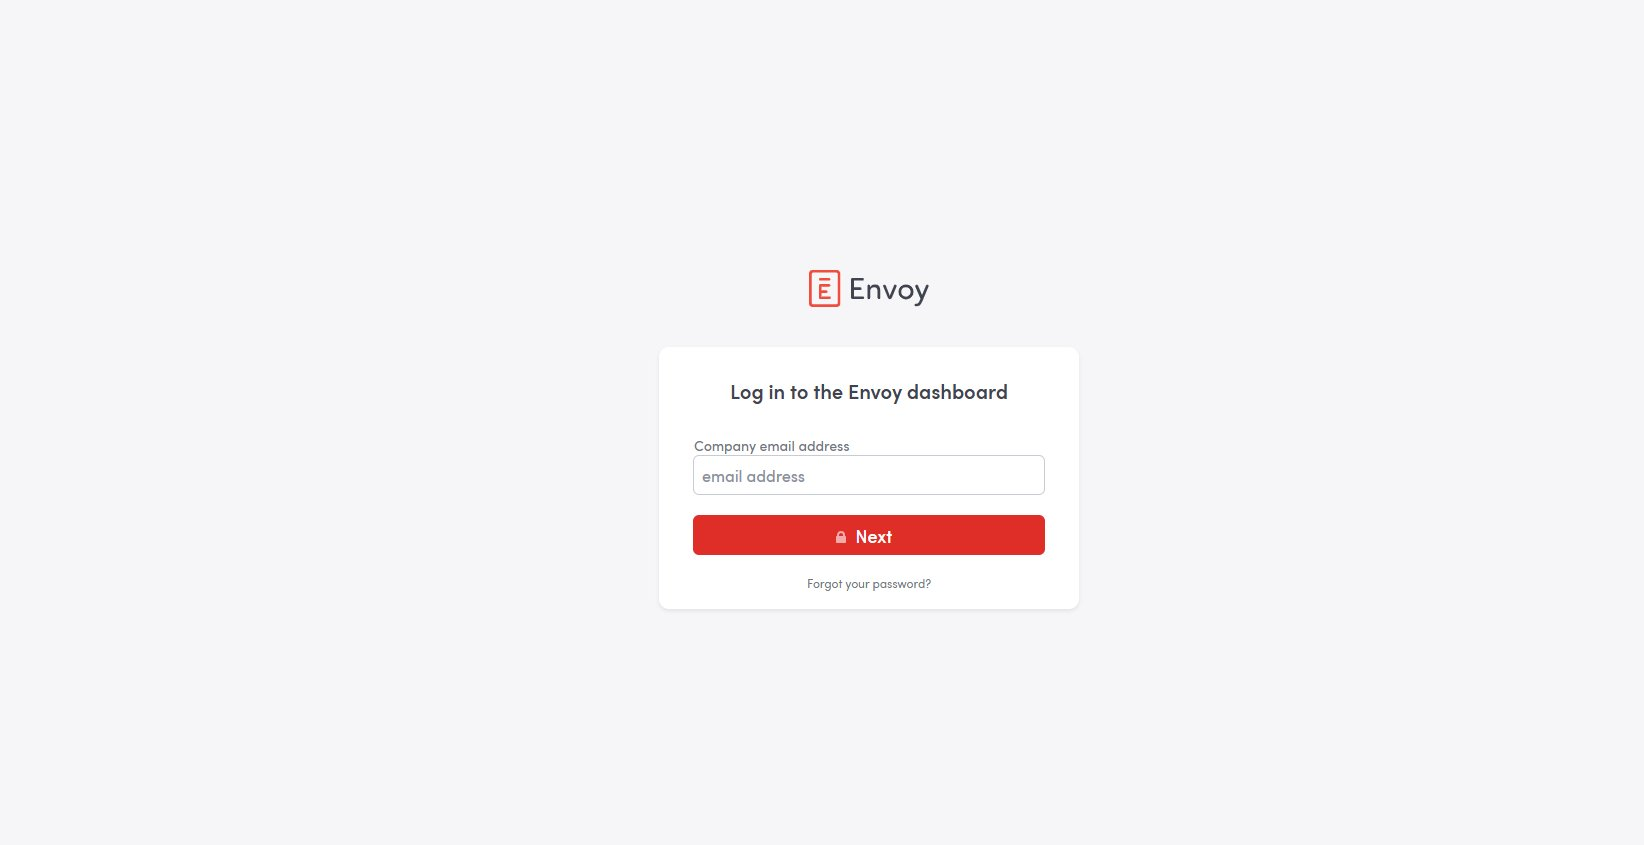 Envoy
Log in to the Envoy dashboard
Company email address
email address
Next
Forgot your password?